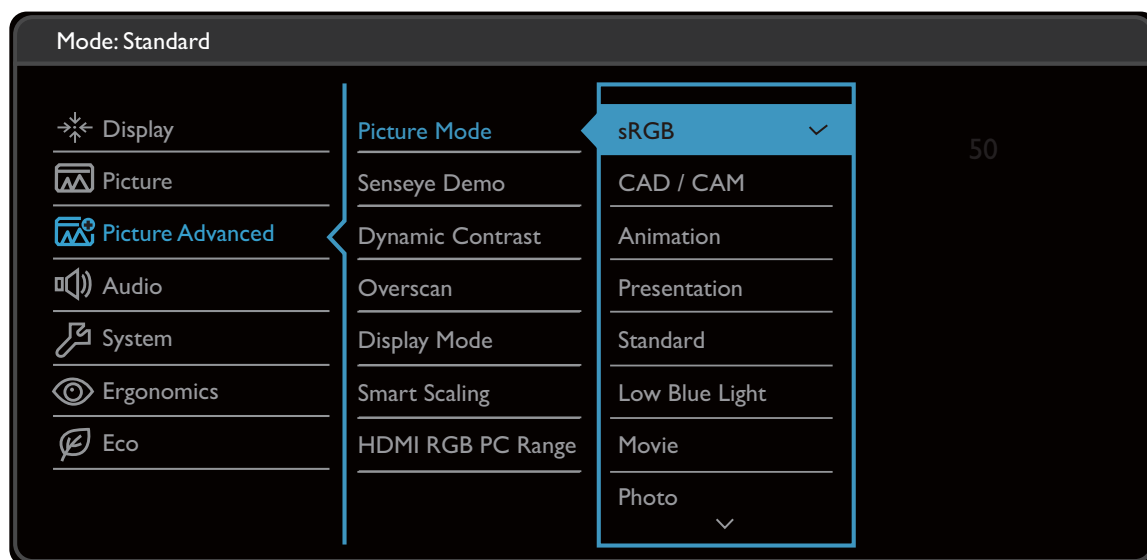 Mode: Standard
Display
Picture
Picture Advanced
Audio
System
Ergonomics
Eco
Picture Mode
Senseye Demo
Dynamic Contrast
Overscan
Display Mode
Smart Scaling
HDMI RGB PC Range
sRGB
CAD / CAM
Animation
Presentation
Standard
Low Blue Light
Movie
Photo
50